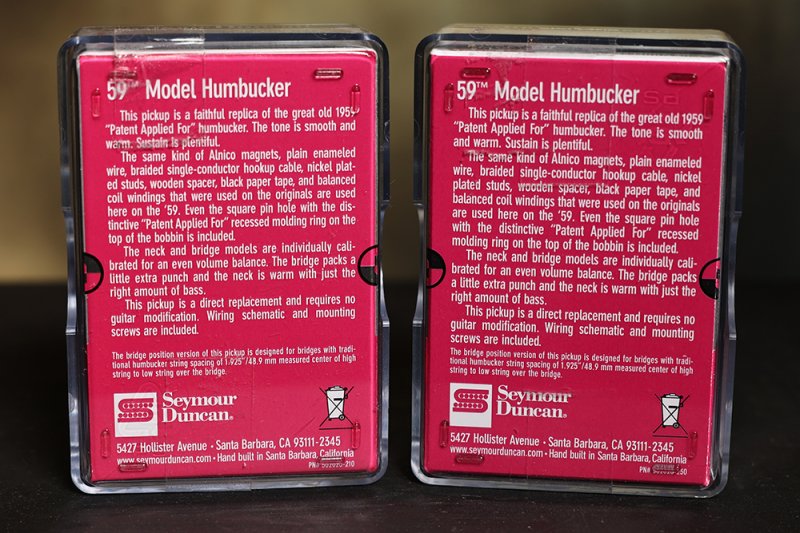 59™ Model Humbucker
This pickup is a faithful replica of the great old 1959
"Patent Applied For" humbucker. The tone is smooth and
warm. Sustain is plentiful.
The same kind of Alnico magnets, plain enameled
wire, braided single-conductor hookup cable, nickel plat-
ed studs, wooden spacer, black paper tape, and balanced
coil windings that were used on the originals are used
here on the '59. Even the square pin hole with the dis-
tinctive "Patent Applied For" recessed molding ring on the
top of the bobbin is included.
The neck and bridge models are individually cali-
brated for an even volume balance. The bridge packs a
little extra punch and the neck is warm with just the
right amount of bass.
This pickup is a direct replacement and requires no
guitar modification. Wiring schematic and mounting
screws are included.
The bridge position version of this pickup is designed for bridges with tradi-
tional humbucker string spacing of 1.925"/48.9 mm measured center of high
string to low string over the bridge.
Seymour
Duncan®
5427 Hollister Avenue • Santa Barbara, CA 93111-2345
www.seymourduncan.com • Hand built in Santa Barbara, California
PN# 502020-210
59™ Model Humbucker
This pickup is a faithful replica of the great old 1959
"Patent Applied For" humbucker. The tone is smooth
and warm. Sustain is plentiful.
The same kind of Alnico magnets, plain enameled
wire, braided single-conductor hookup cable, nickel
plated studs, wooden spacer, black paper tape, and
balanced coil windings that were used on the originals
are used here on the '59. Even the square pin hole
with the distinctive "Patent Applied For" recessed
molding ring on the top of the bobbin is included.
The neck and bridge models are individually cali-
brated for an even volume balance. The bridge packs
a little extra punch and the neck is warm with just the
right amount of bass.
This pickup is a direct replacement and requires no
guitar modification. Wiring schematic and mounting
screws are included.
The bridge position version of this pickup is designed for bridges with tradi-
tional humbucker string spacing of 1.925"/48.9 mm measured center of high
string to low string over the bridge.
Seymour
Duncan®
5427 Hollister Avenue • Santa Barbara, CA 93111-2345
www.seymourduncan.com • Hand built in Santa Barbara, California
PN#